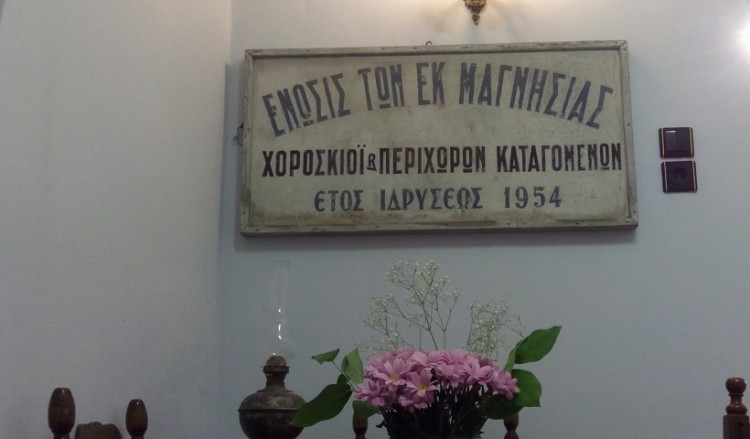 ΕΝΩΣΙΣ ΤΩΝ ΕΚ ΜΑΓΝΗΣΙΑΣ
ΧΟΡΟΣΚΙΟΪ & ΠΕΡΙΧΩΡΩΝ ΚΑΤΑΓΟΜΕΝΩΝ
ΕΤΟΣ ΙΔΡΥΣΕΩΣ 1954